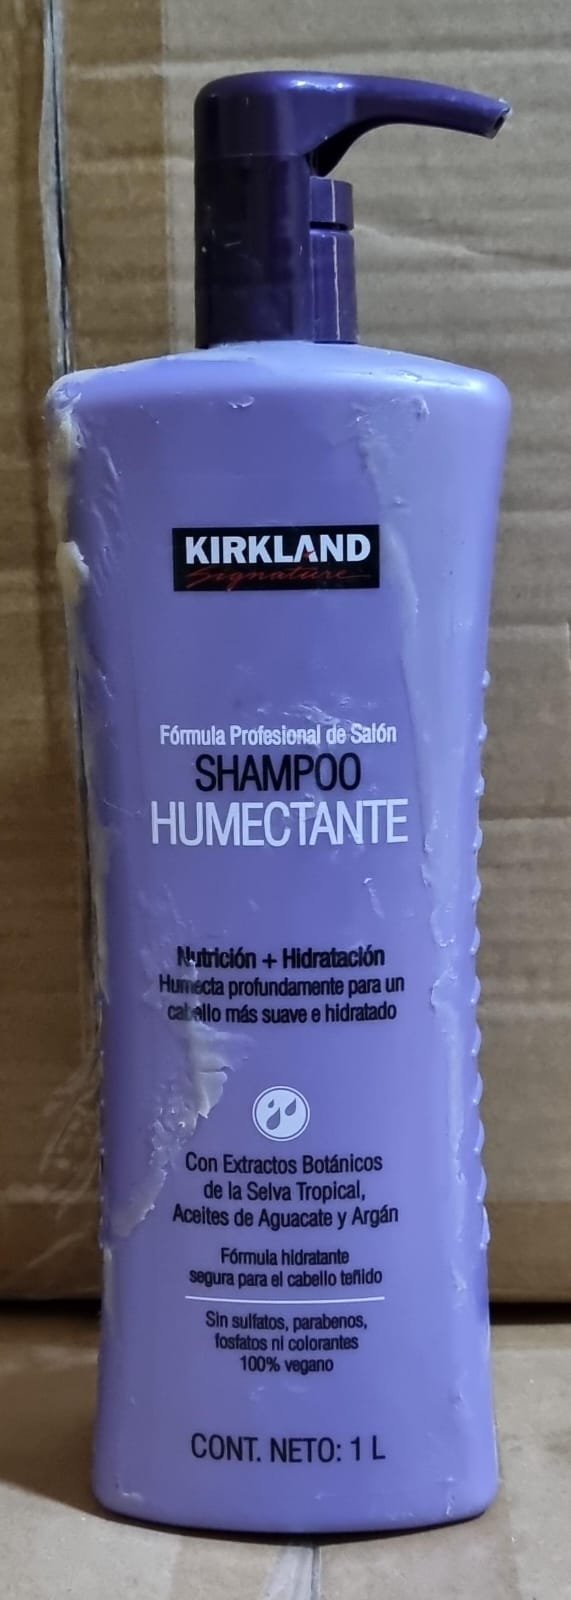 KIRKLAND
Signature
Fórmula Profesional de Salón
SHAMPOO
HUMECTANTE
Nutrición + Hidratación
Humecta profundamente para un
cabello más suave e hidratado
Con Extractos Botánicos
de la Selva Tropical,
Aceites de Aguacate y Argán
Fórmula hidratante
segura para el cabello teñido
Sin sulfatos, parabenos,
fosfatos ni colorantes
100% vegano
CONT. NETO: 1 L